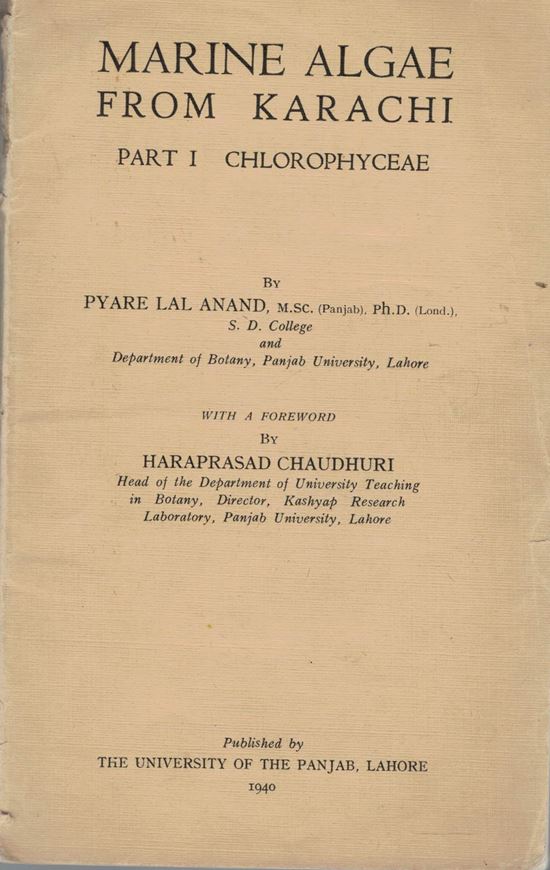 MARINE ALGAE
FROM KARACHI
PART I CHLOROPHYCEAE
By
PYARE LAL ANAND, M.Sc. (Panjab), Ph.D. (Lond.),
S. D. College
and
Department of Botany, Panjab University, Lahore
WITH A FOREWORD
By
HARAPRASAD CHAUDHURI
Head of the Department of University Teaching
in Botany, Director, Kashyap Research
Laboratory, Panjab University, Lahore
Published by
THE UNIVERSITY OF THE PANJAB, LAHORE
1940